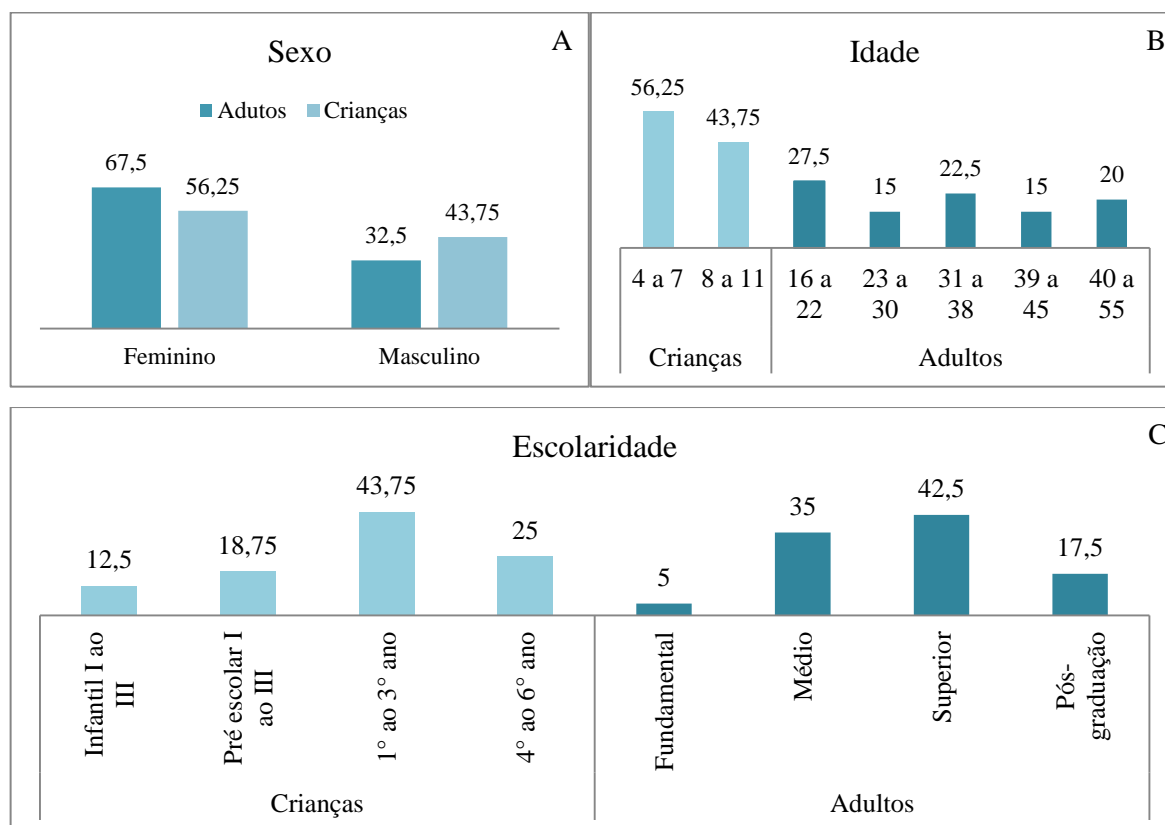 A
Sexo
Adutos Crianças
67,5
56,25
32,5
43,75
Feminino Masculino
B
Idade
56,25
43,75
27,5
15
22,5
15
20
4 a 7 8 a 11 16 a 23 a 31 a 39 a 40 a
22 30 38 45 55
Crianças Adultos
C
Escolaridade
12,5
18,75
43,75
25
5
35
42,5
17,5
Infantil I ao
III
Pré escolar I
ao III
1° ao 3° ano
4° ao 6° ano
Fundamental
Médio
Superior
Pós-
graduação
Crianças Adultos